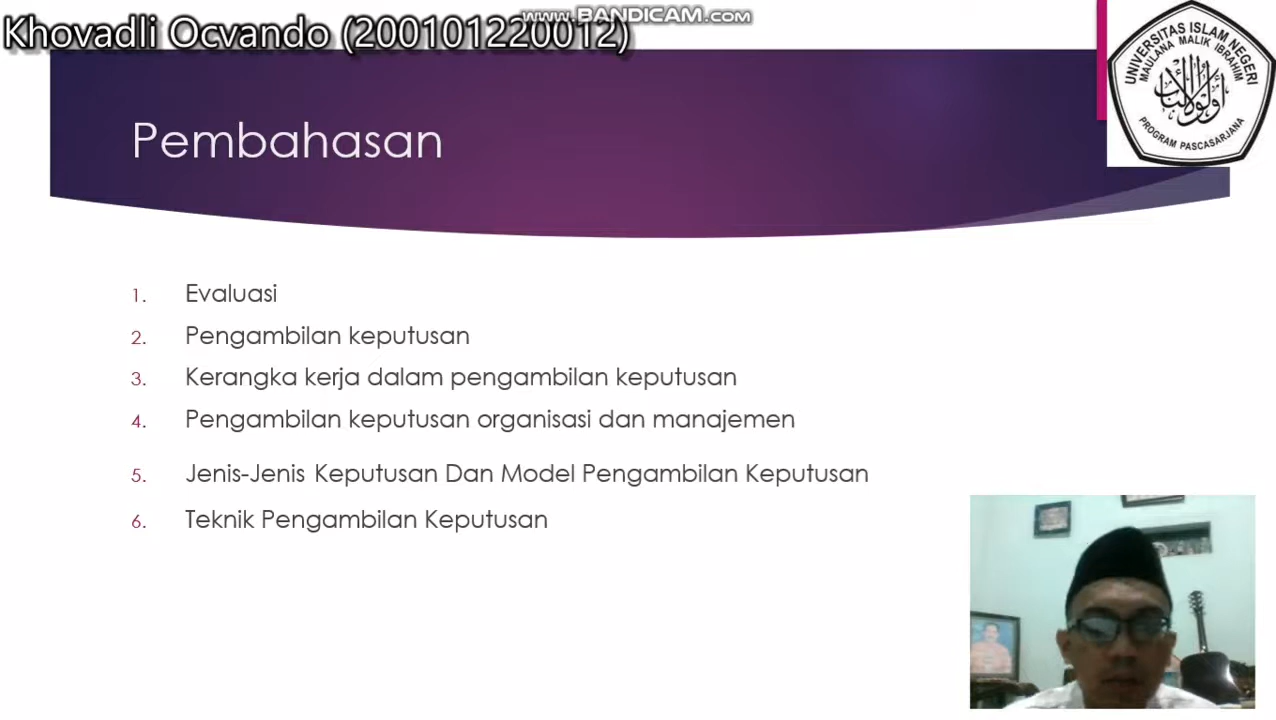 www.BANDICAM.com
Khovadli Ocvando (200101220012)
UNIVERSITAS ISLAM NEGERI
MAULANA MALIK IBRAHIM
PROGRAM PASCASARJANA
Pembahasan
1. Evaluasi
2. Pengambilan keputusan
3. Kerangka kerja dalam pengambilan keputusan
4. Pengambilan keputusan organisasi dan manajemen
5. Jenis-Jenis Keputusan Dan Model Pengambilan Keputusan
6. Teknik Pengambilan Keputusan